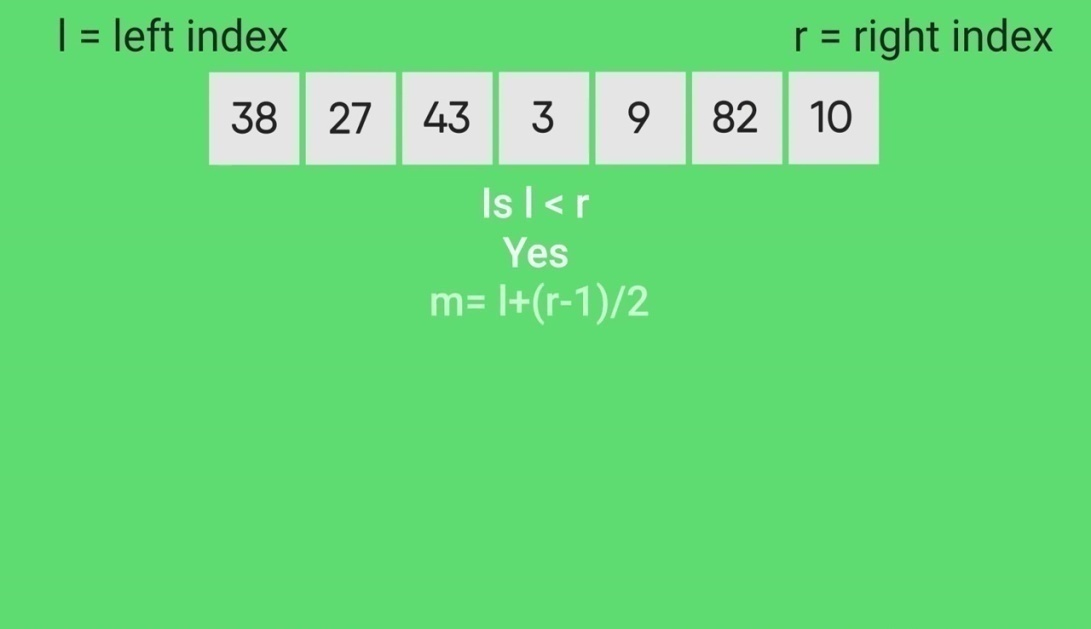 l = left index
r = right index
38 27 43 3 9 82 10
Is l < r
Yes
m= l+(r-1)/2